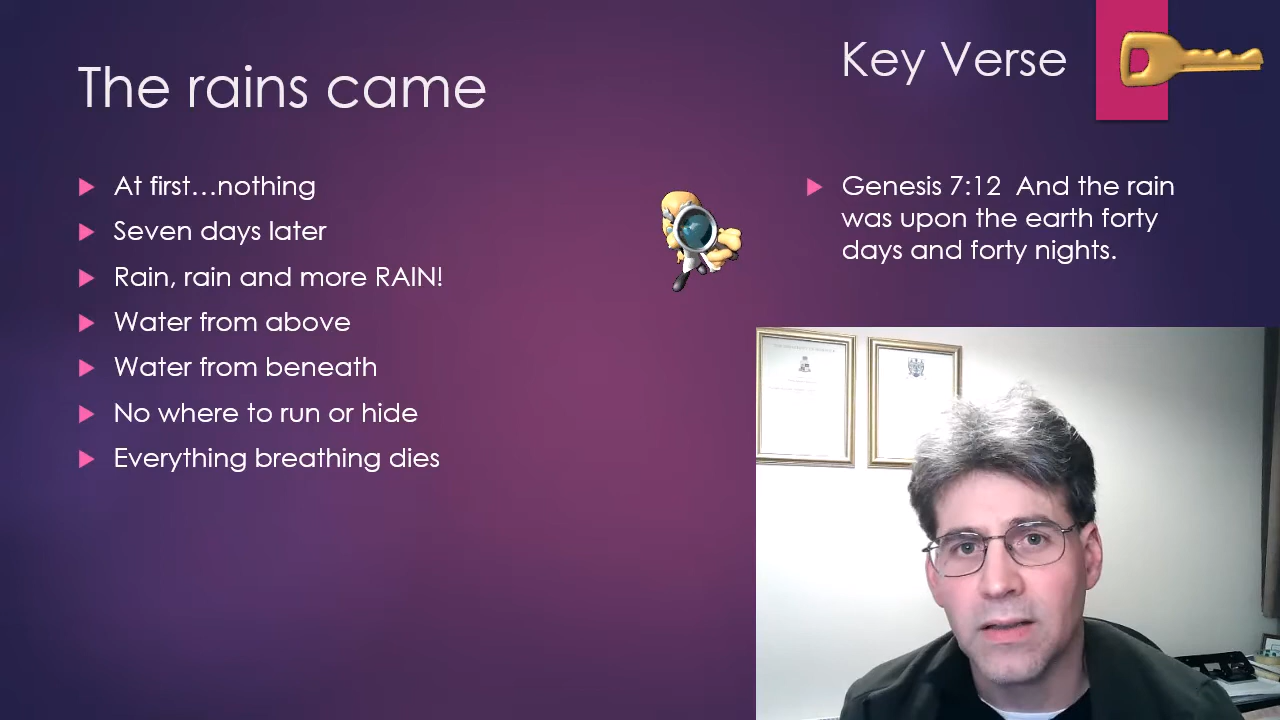 The rains came
At first...nothing
Seven days later
Rain, rain and more RAIN!
Water from above
Water from beneath
No where to run or hide
Everything breathing dies
Key Verse
Genesis 7:12  And the rain
was upon the earth forty
days and forty nights.